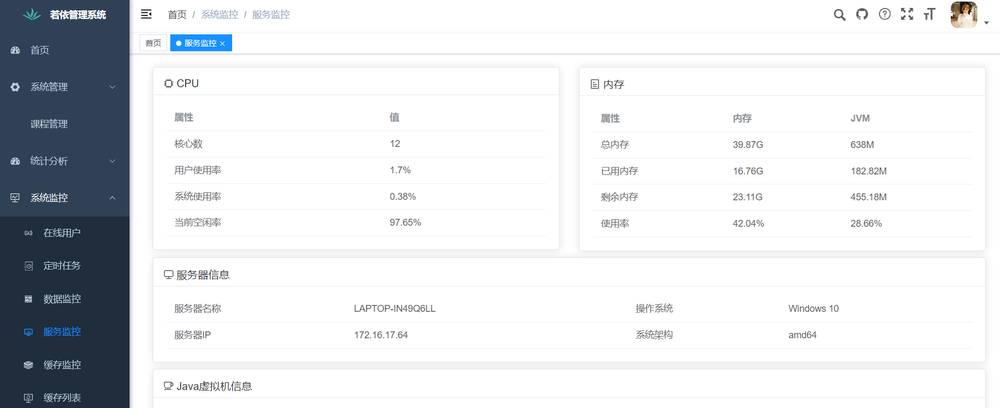 若依管理系统
首页
系统管理
课程管理
统计分析
系统监控
在线用户
定时任务
数据监控
服务监控
缓存监控
缓存列表
首页 / 系统监控 / 服务监控
首页
服务监控
CPU
属性 值
核心数 12
用户使用率 1.7%
系统使用率 0.38%
当前空闲率 97.65%
内存
属性 内存 JVM
总内存 39.87G 638M
已用内存 16.76G 182.82M
剩余内存 23.11G 455.18M
使用率 42.04% 28.66%
服务器信息
服务器名称 LAPTOP-IN49Q6LL 操作系统 Windows 10
服务器IP 172.16.17.64 系统架构 amd64
Java虚拟机信息